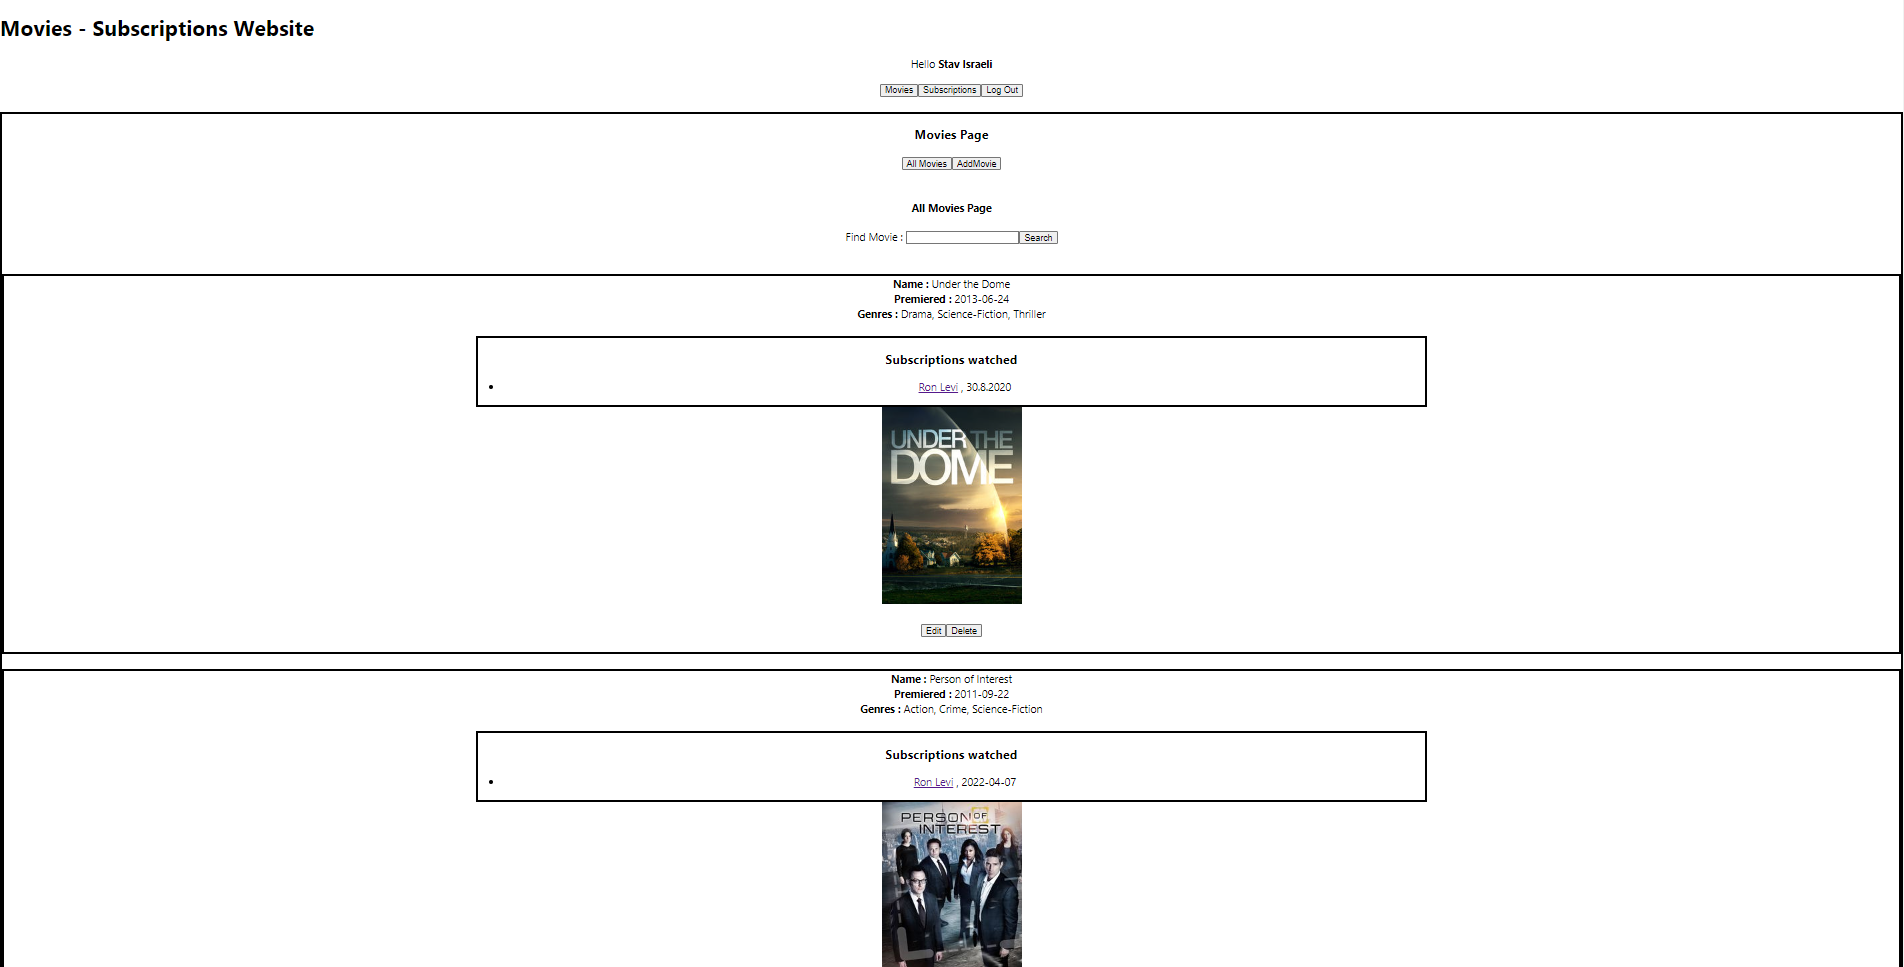 Movies - Subscriptions Website
Hello Stav Israeli
Movies Subscriptions Log Out
Movies Page
All Movies AddMovie
All Movies Page
Find Movie : Search
Name : Under the Dome
Premiered : 2013-06-24
Genres : Drama, Science-Fiction, Thriller
Subscriptions watched
• Ron Levi , 30.8.2020
UNDER THE
DOME
Edit Delete
Name : Person of Interest
Premiered : 2011-09-22
Genres : Action, Crime, Science-Fiction
Subscriptions watched
• Ron Levi , 2022-04-07
PERSON OF
INTEREST